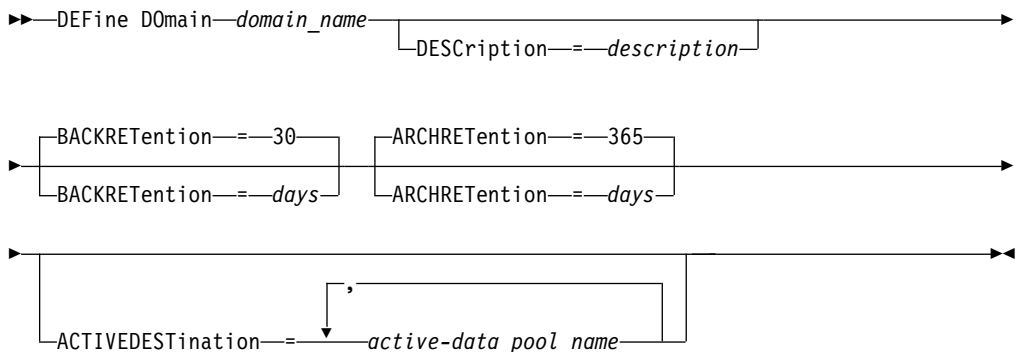 DEFine DOmain domain_name
DESCription = description
BACKRETention = 30 ARCHRETention = 365
BACKRETention = days ARCHRETention = days
,
ACTIVEDESTination = active-data pool name